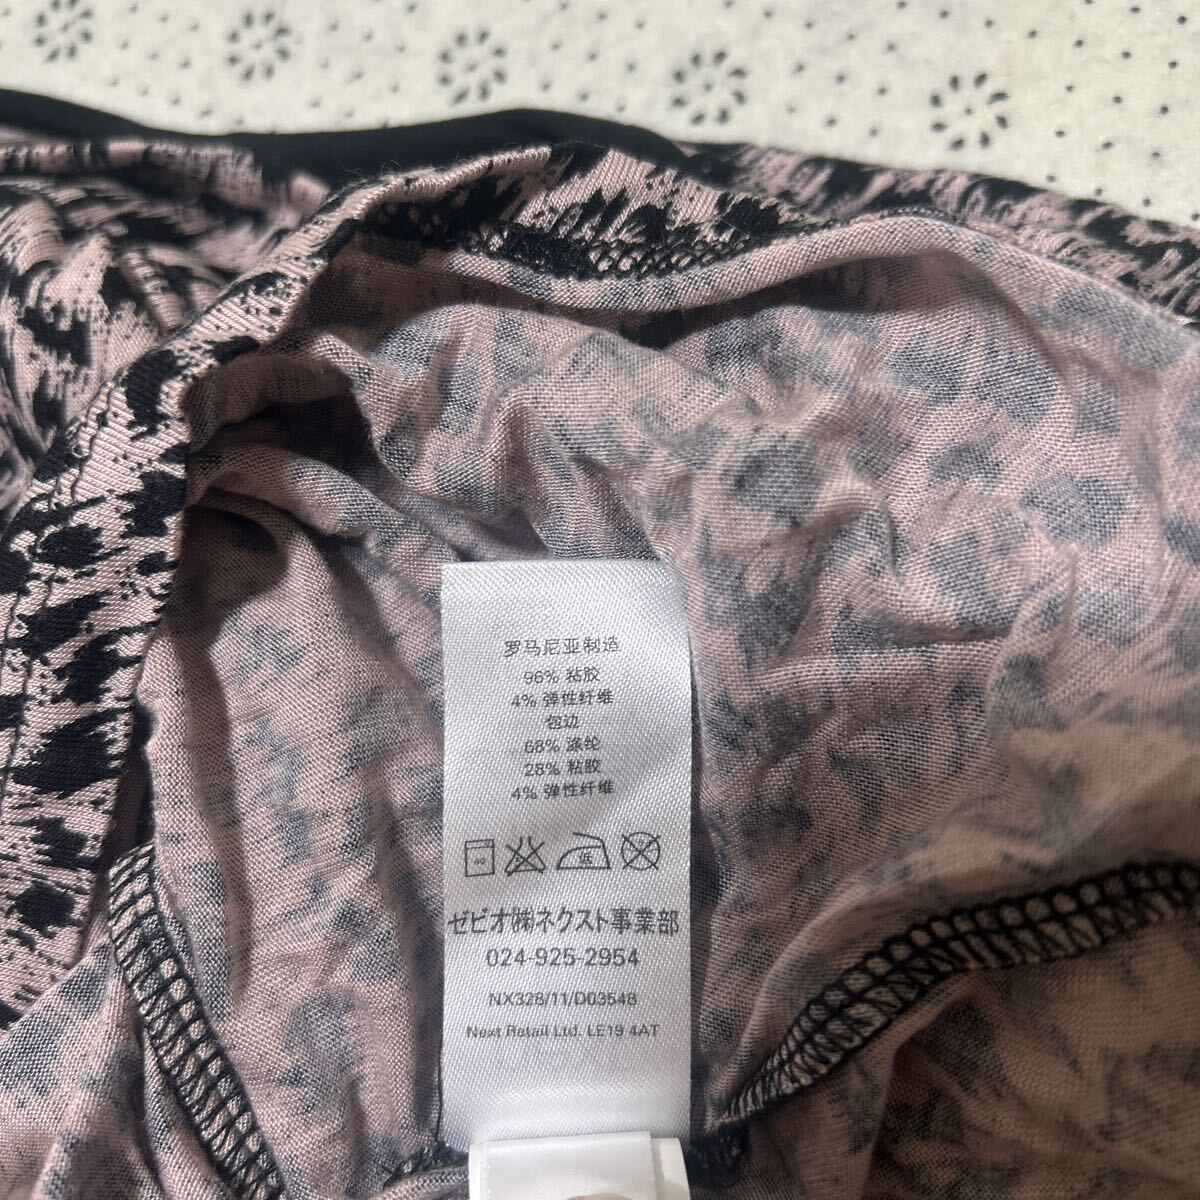 罗马尼亚制造
96% 粘胶
4% 弹性纤维
包边
68% 涤纶
28% 粘胶
4% 弹性纤维
ゼビオ㈱ネクスト事業部
024-925-2954
NX328/11/D03548
Next Retail Ltd. LE19 4AT